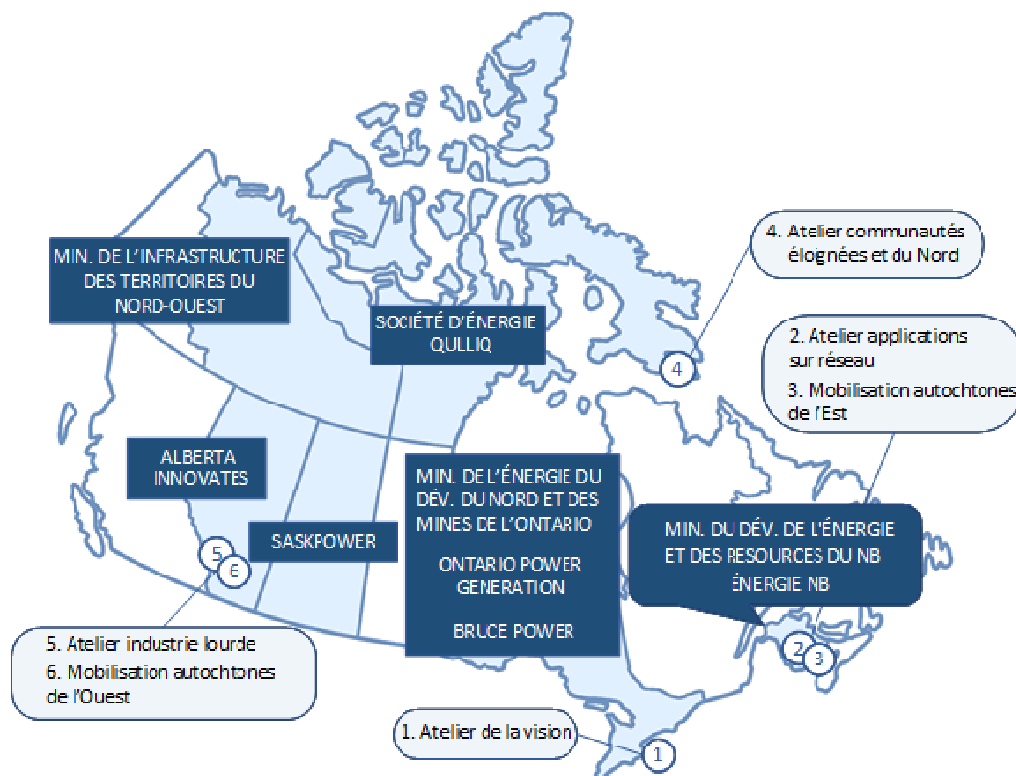 4. Atelier communautés
élognées et du Nord
MIN. DE L'INFRASTRUCTURE
DES TERRITOIRES DU
NORD-OUEST
SOCIÉTÉ D'ÉNERGIE
QULLIQ
2. Atelier applications
sur réseau
3. Mobilisation autochtones
de l'Est
4
ALBERTA
INNOVATES
MIN. DE L'ÉNERGIE DU
DÉV. DU NORD ET DES
MINES DE L'ONTARIO
ONTARIO POWER
GENERATION
BRUCE POWER
SASKPOWER
MIN. DU DÉV. DE L'ÉNERGIE
ET DES RESOURCES DU NB
ÉNERGIE NB
5
6
5. Atelier industrie lourde
6. Mobilisation autochtones
de l'Ouest
2
3
1. Atelier de la vision
1